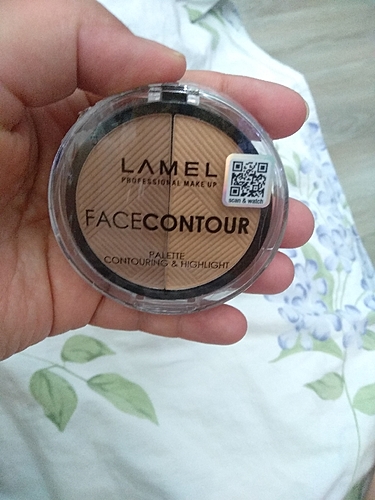 LAMEL
PROFESSIONAL MAKE UP
scan & watch
FACECONTOUR
PALETTE
CONTOURING & HIGHLIGHT